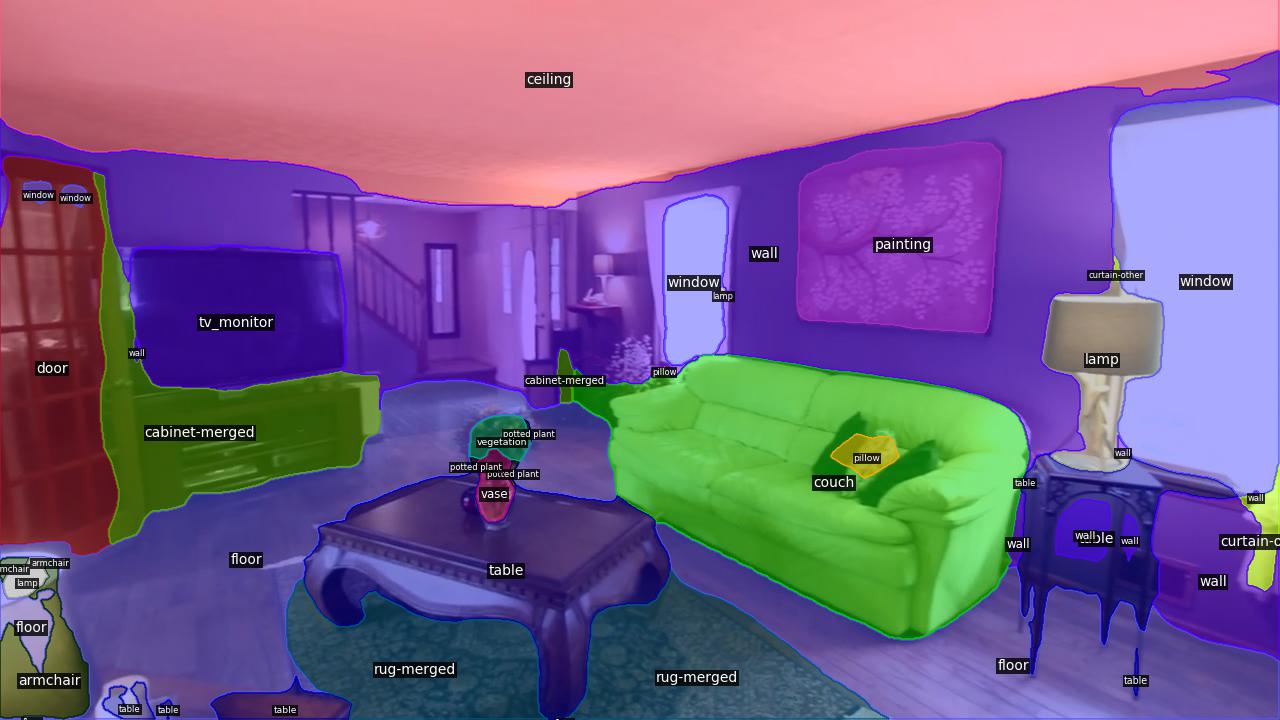 ceiling
window
window
painting
wall
window
window
curtain-other
lamp
tv_monitor
wall
lamp
door
pillow
cabinet-merged
cabinet-merged
potted plant
vegetation
pillow
wall
potted plant
potted plant
couch
table
vase
wall
wall
table
wall
wall
curtain-o
floor
armchair
mchair
table
lamp
wall
floor
rug-merged
floor
rug-merged
armchair
table
table
table
table